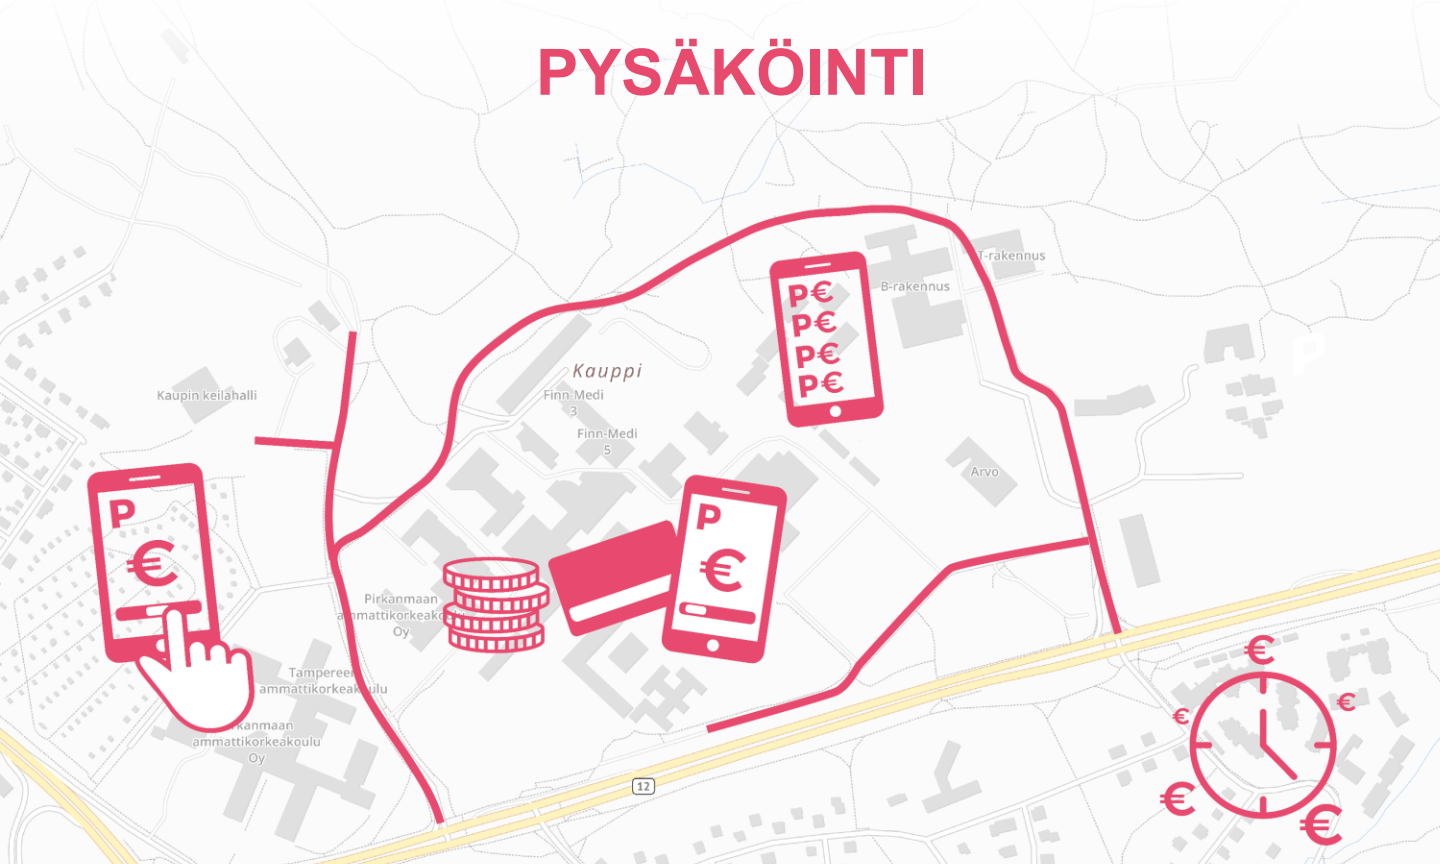 PYSÄKÖINTI
T-rakennus
B-rakennus
P€
P€
P€
P€
Kauppi
Finn-Medi
3
Kaupin keilahalli
Finn-Medi
5
Arvo
P
€
P
€
Pirkanmaan
ammattikorkeakoulu
Oy
Tampereen
ammattikorkeakoulu
ammattikorkeakoulu
Oy
12
€
€
€
€
€